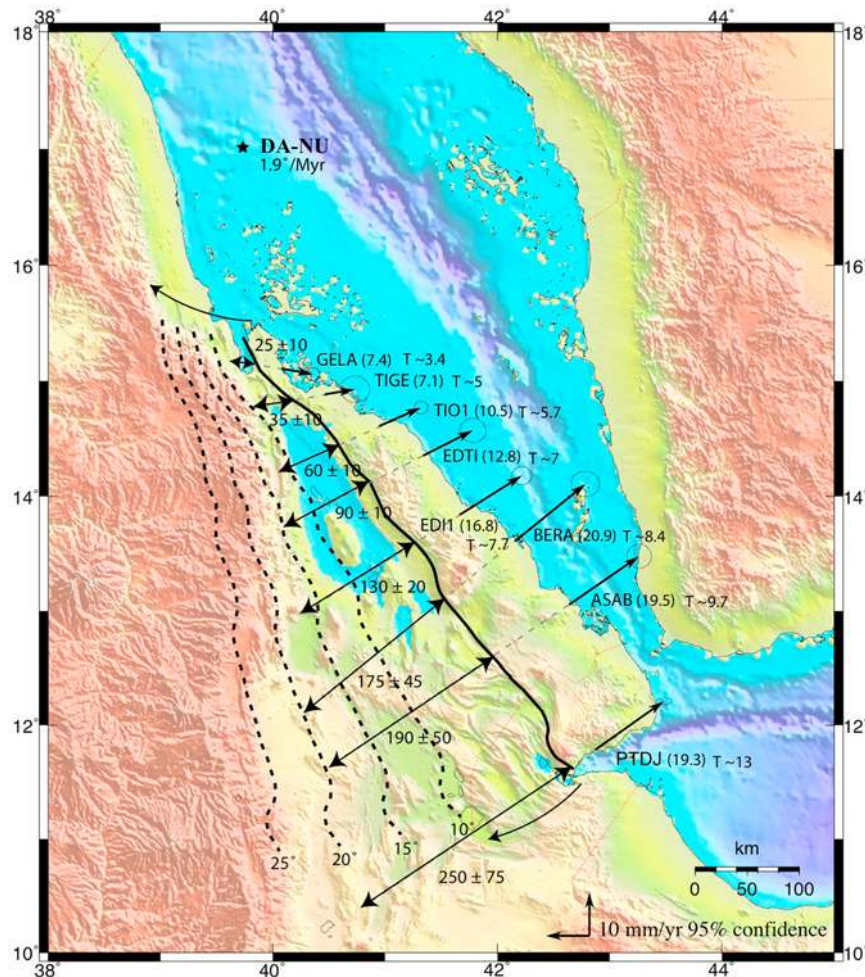 38° 40° 42° 44°
18° 18°
DA-NU
1.9°/Myr
16° 16°
25 ±10
GELA (7.4) T ~3.4
TIGE (7.1) T ~5
35 ±10
TIO1 (10.5) T ~5.7
60 ± 10
EDTI (12.8) T ~7
14° 14°
90 ± 10
EDI1 (16.8)
T ~7.7
BERA (20.9) T ~8.4
130 ± 20
ASAB (19.5) T ~9.7
175 ± 45
12° 12°
190 ± 50
PTDJ (19.3) T ~13
10°
15°
20°
25°
km
0 100
250 ± 75
10 mm/yr 95% confidence
10° 10°
38° 40° 42° 44°